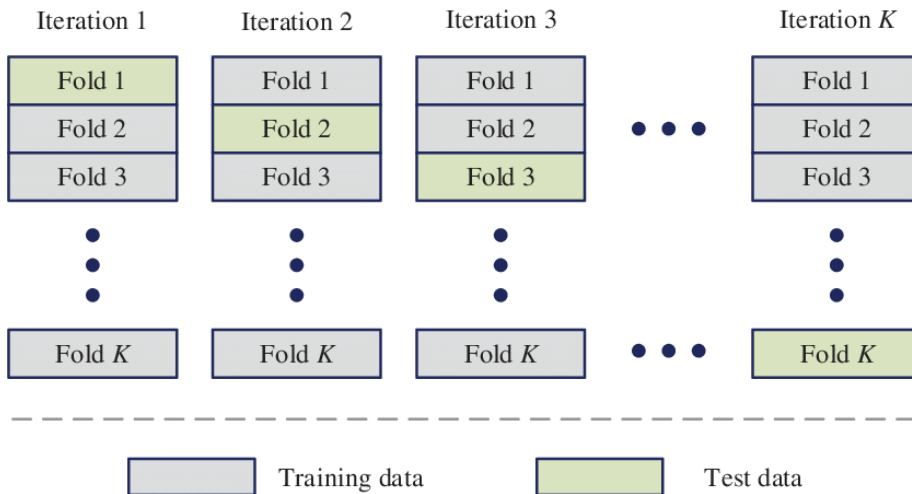 Iteration 1
Iteration 2
Iteration 3
Iteration K
Fold 1
Fold 1
Fold 1
Fold 1
Fold 2
Fold 2
Fold 2
Fold 2
Fold 3
Fold 3
Fold 3
Fold 3
Fold K
Fold K
Fold K
Fold K
Training data
Test data